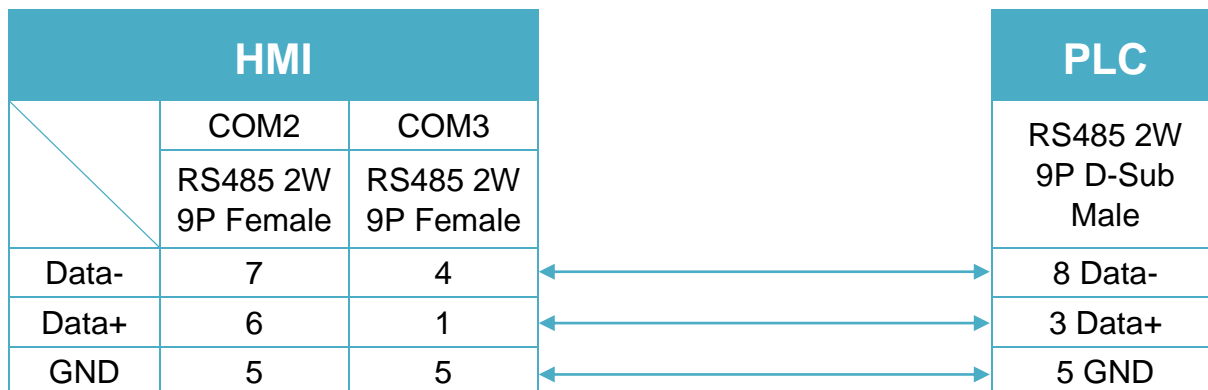 HMI
PLC
COM2 COM3
RS485 2W
9P D-Sub
Male
RS485 2W RS485 2W
9P Female 9P Female
Data- 7 4 8 Data-
Data+ 6 1 3 Data+
GND 5 5 5 GND